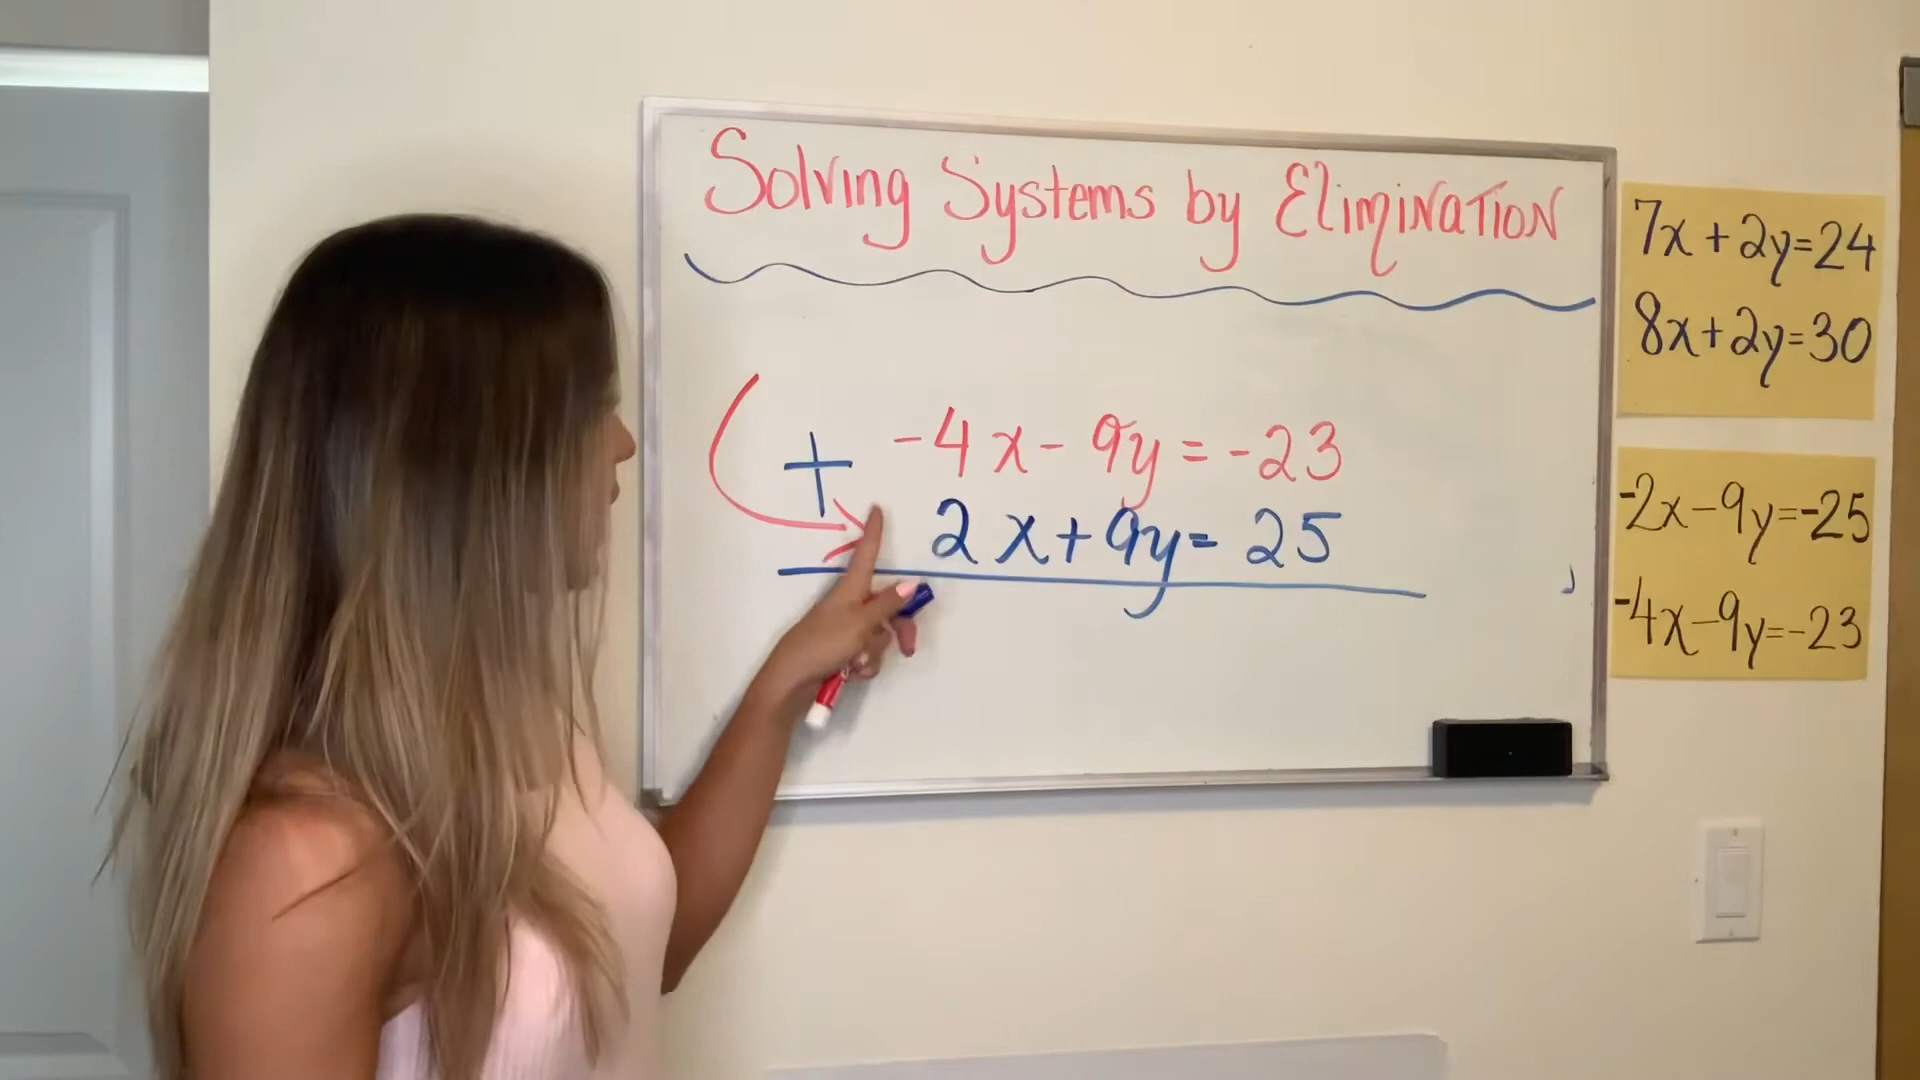 Solving Systems by Elimination
+ -4x - 9y = -23
2x + 9y = 25
7x + 2y = 24
8x + 2y = 30
-2x - 9y = -25
-4x - 9y = -23